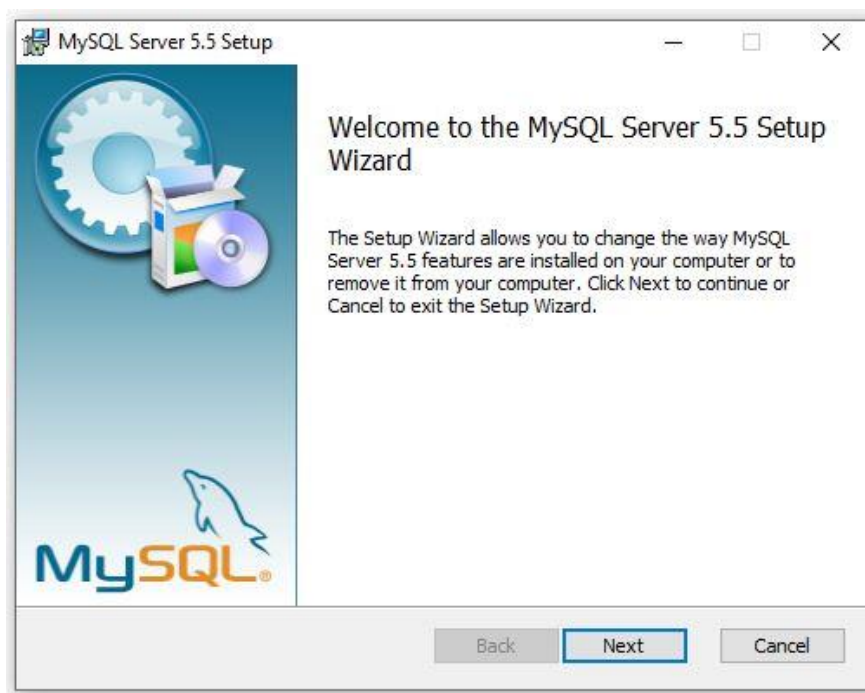 MySQL Server 5.5 Setup
Welcome to the MySQL Server 5.5 Setup
Wizard
The Setup Wizard allows you to change the way MySQL
Server 5.5 features are installed on your computer or to
remove it from your computer. Click Next to continue or
Cancel to exit the Setup Wizard.
MySQL®
Back Next Cancel